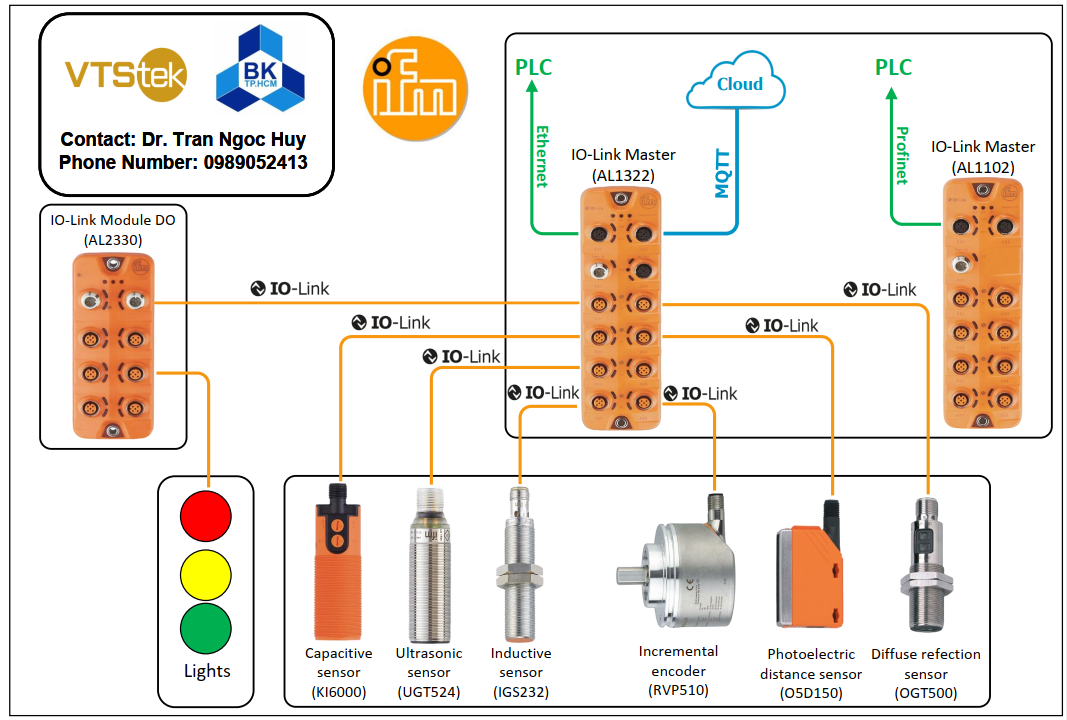 VTStek
BK
TP.HCM
Contact: Dr. Tran Ngoc Huy
Phone Number: 0989052413
ifm
PLC
Cloud
PLC
Ethernet
MQTT
Profinet
IO-Link Master
(AL1322)
IO-Link Master
(AL1102)
IO-Link Module DO
(AL2330)
IO-Link
IO-Link
IO-Link
IO-Link
IO-Link
IO-Link
IO-Link
Lights
Capacitive
sensor
(KI6000)
Ultrasonic
sensor
(UGT524)
Inductive
sensor
(IGS232)
Incremental
encoder
(RVP510)
Photoelectric
distance sensor
(O5D150)
Diffuse refection
sensor
(OGT500)